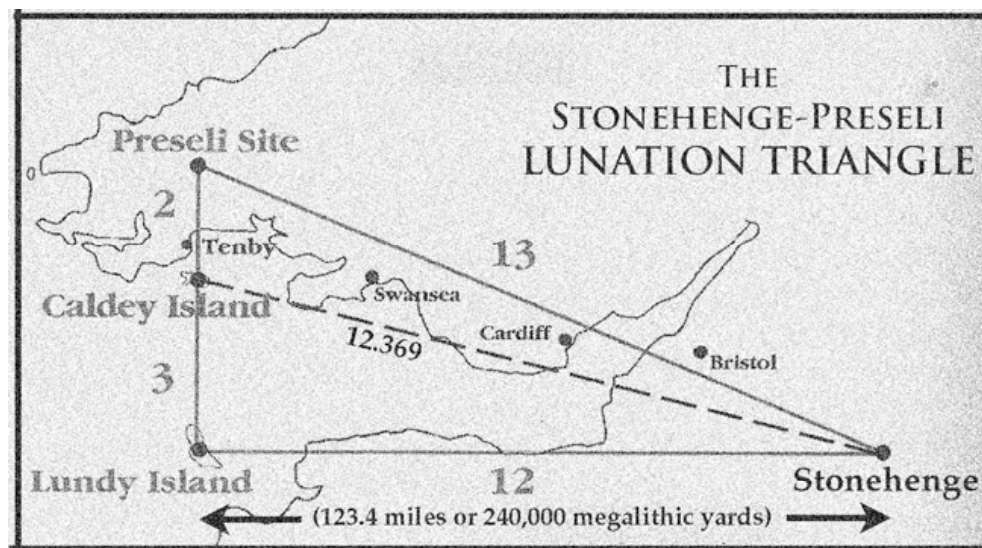 THE
STONEHENGE-PRESELI
LUNATION TRIANGLE
Preseli Site
2
Tenby
13
Caldey Island
Swansea
12.369
Cardiff
Bristol
3
Lundy Island
12
Stonehenge
(123.4 miles or 240,000 megalithic yards)